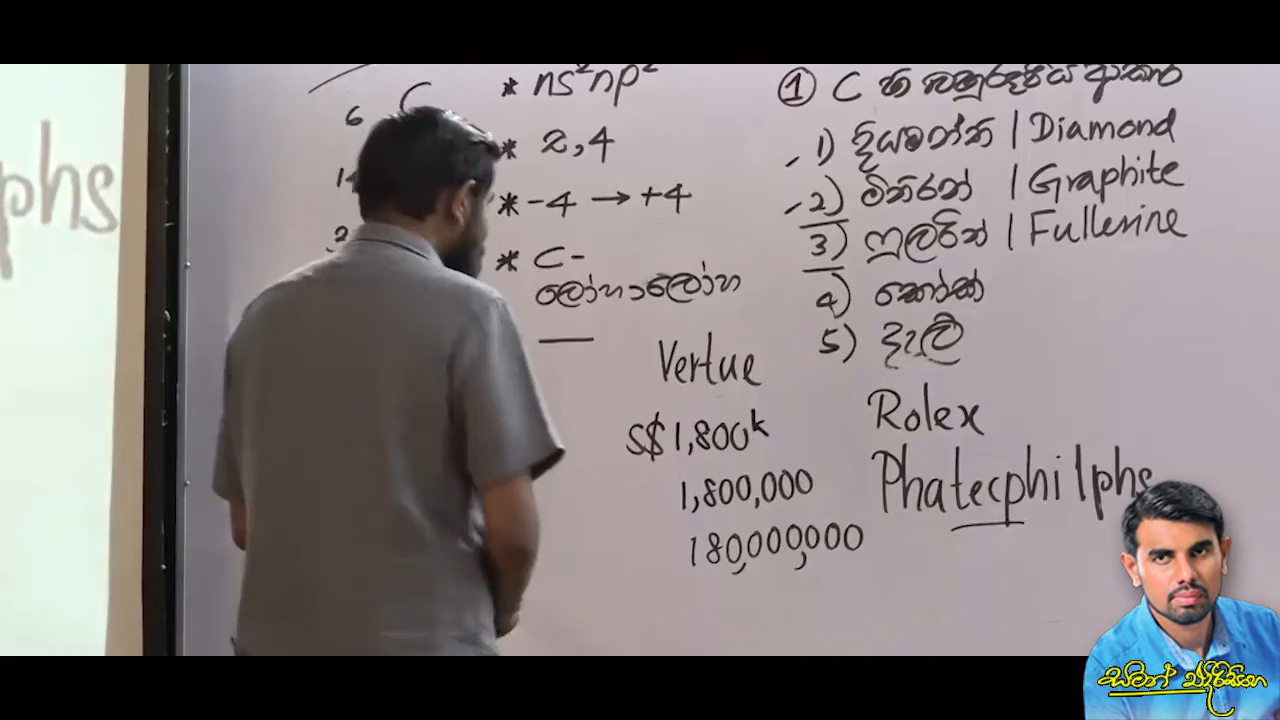 phs
6 C
14
* ns²np²
* 2,4
* -4 → +4
* C-
ලෝහාලෝහ
① C හි බහුරූපීය ආකාර
1) දියමන්ති | Diamond
2) මිනිරන් | Graphite
3) ෆුලරින් | Fullerine
4) කෝක්
5) දැලි
Vertue
S$ 1,800k
1,800,000
180,000,000
Rolex
Phatecphilphs